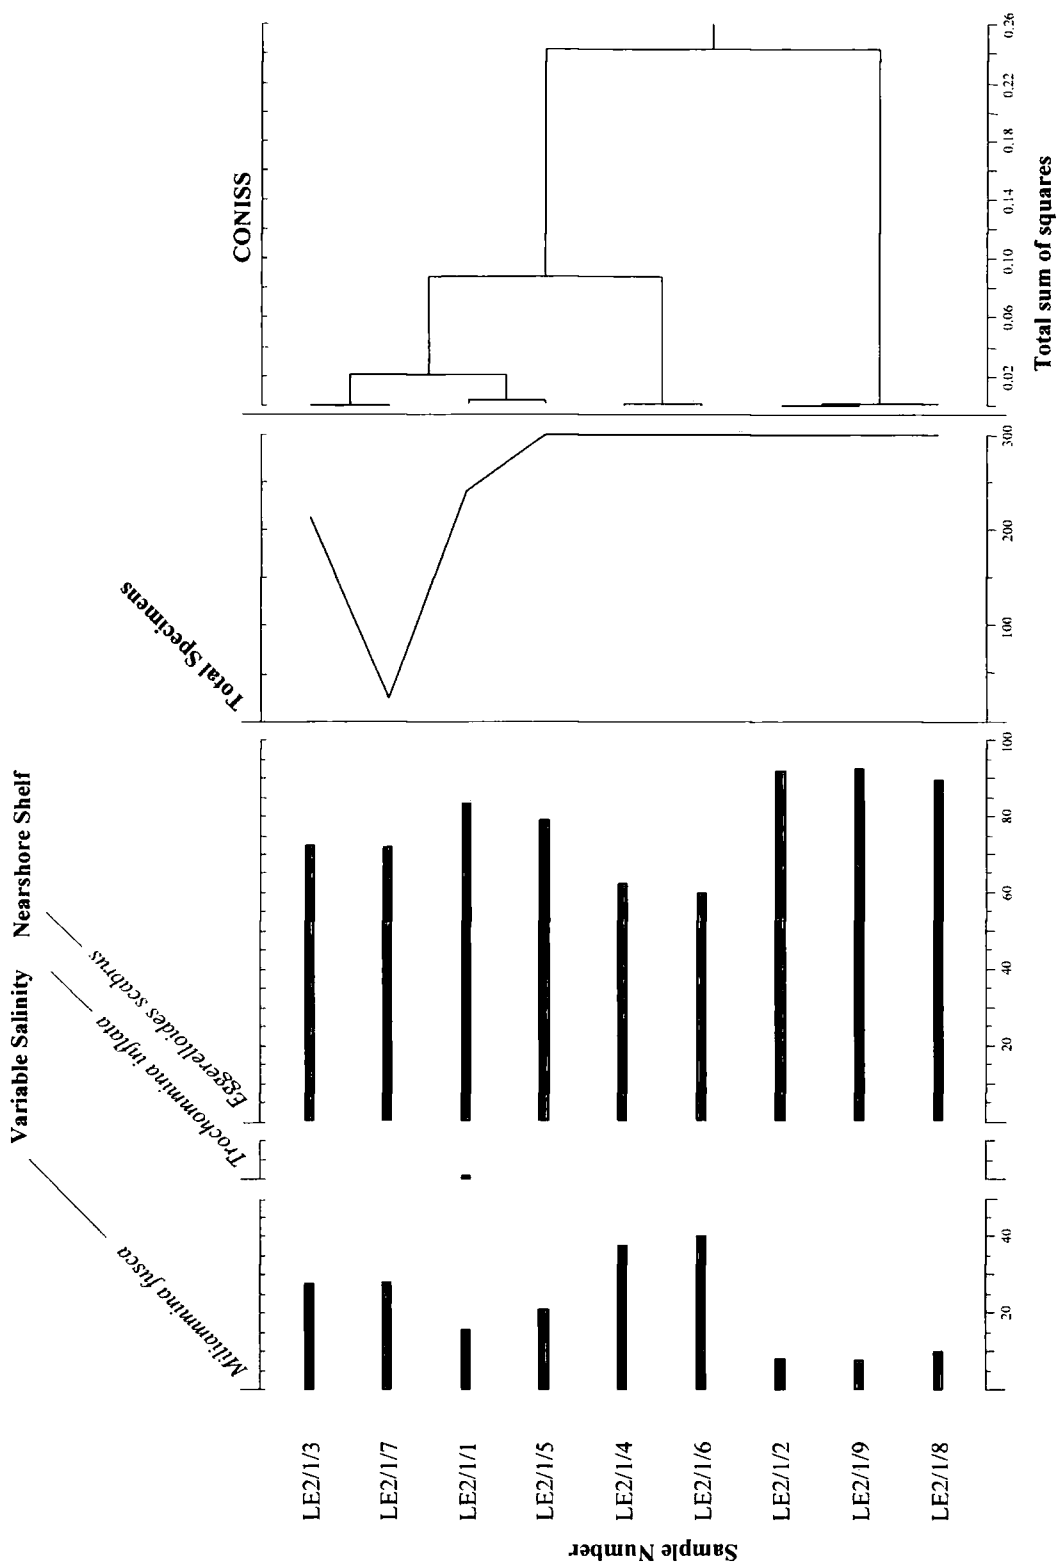 Variable Salinity
Nearshore Shelf
Miliammina fusca
Trochommina inflata
Eggerelloides scabrus
Total Specimens
CONISS
Sample Number
LE2/1/3
LE2/1/7
LE2/1/1
LE2/1/5
LE2/1/4
LE2/1/6
LE2/1/2
LE2/1/9
LE2/1/8
20
40
20
40
60
80
100
100
200
300
0.02
0.06
0.10
0.14
0.18
0.22
0.26
Total sum of squares